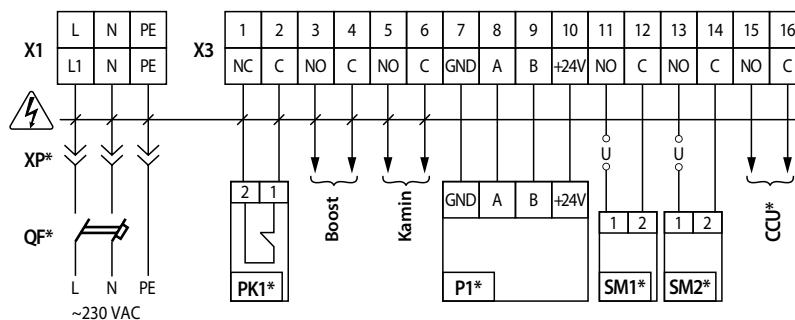 X1 L N PE X3 1 2 3 4 5 6 7 8 9 10 11 12 13 14 15 16
L1 N PE NC C NO C NO C GND A B +24V NO C NO C NO C
XP* U U
2 1 Boost Kamin GND A B +24V CCU*
QF* 1 2 1 2
L N PE PK1* P1* SM1* SM2*
~230 VAC